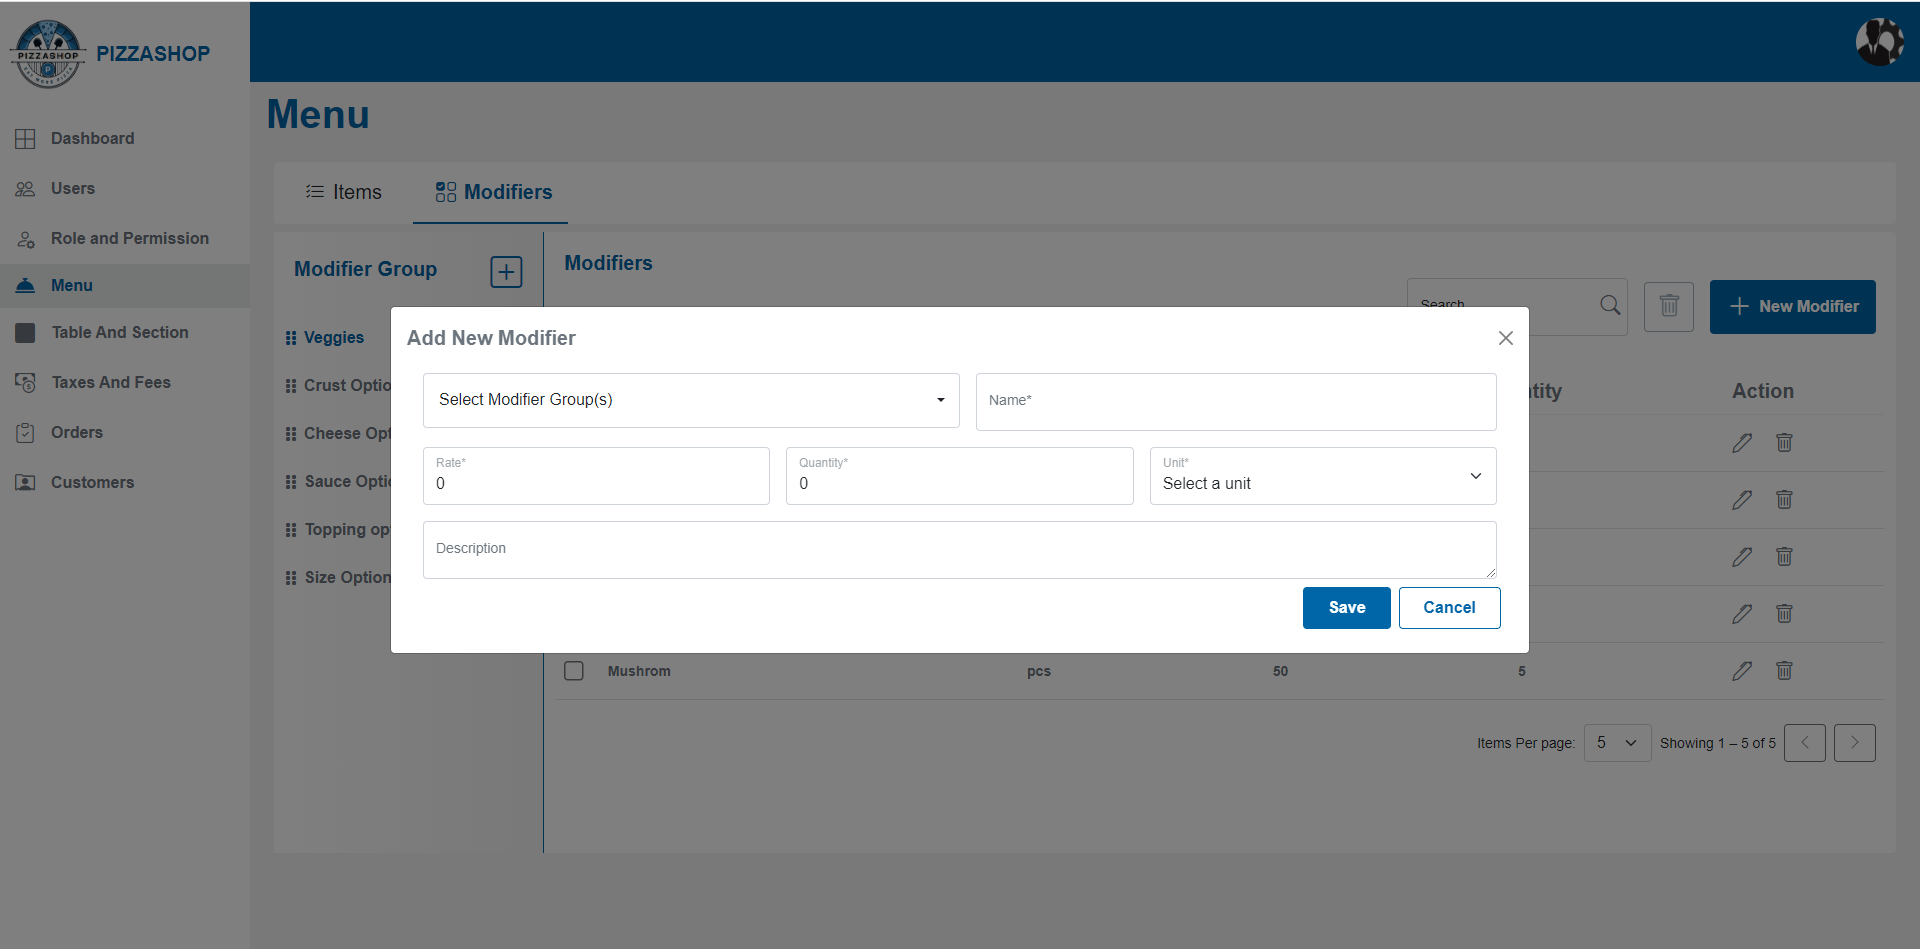 PIZZASHOP
PIZZASHOP
Menu
Dashboard
Users
Role and Permission
Menu
Table And Section
Taxes And Fees
Orders
Customers
Items
Modifiers
Modifier Group
Veggies
Crust Optio
Cheese Opt
Sauce Optio
Topping op
Size Option
Modifiers
Search
New Modifier
tity
Action
Add New Modifier
Select Modifier Group(s)
Name*
Rate*
0
Quantity*
0
Unit*
Select a unit
Description
Save
Cancel
Mushrom pcs 50 5
Items Per page: 5 Showing 1 – 5 of 5